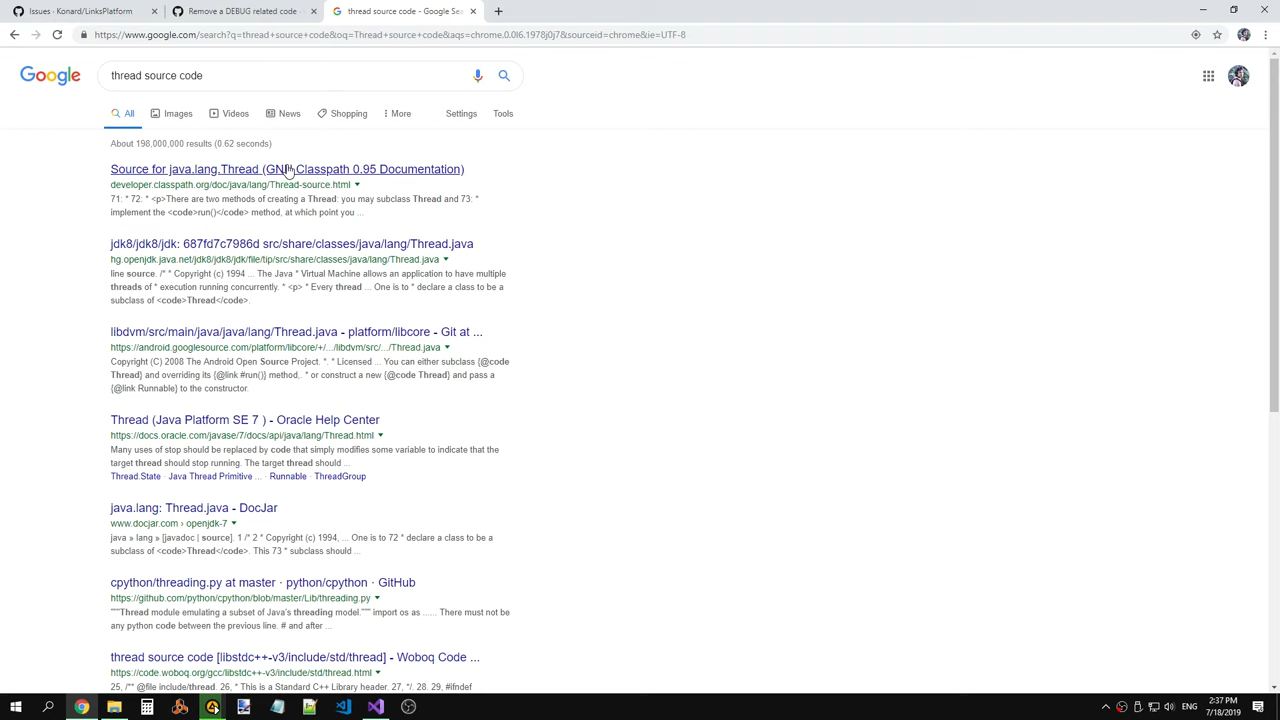 Issues · Konard/LinksPlatform
Remove a DEBUG related code ·
thread source code - Google Sea
https://www.google.com/search?q=thread+source+code&oq=Thread+source+code&aqs=chrome.0.0l6.1978j0j7&sourceid=chrome&ie=UTF-8
Google
thread source code
All
Images
Videos
News
Shopping
More
Settings
Tools
About 198,000,000 results (0.62 seconds)
Source for java.lang.Thread (GNU Classpath 0.95 Documentation)
developer.classpath.org/doc/java/lang/Thread-source.html
71: * 72: * <p>There are two methods of creating a Thread: you may subclass Thread and 73: *
implement the <code>run()</code> method, at which point you ...
jdk8/jdk8/jdk: 687fd7c7986d src/share/classes/java/lang/Thread.java
hg.openjdk.java.net/jdk8/jdk8/jdk/file/tip/src/share/classes/java/lang/Thread.java
line source. /* * Copyright (c) 1994 ... The Java * Virtual Machine allows an application to have multiple
threads of * execution running concurrently. * <p> * Every thread ... One is to * declare a class to be a
subclass of <code>Thread</code>.
libdvm/src/main/java/java/lang/Thread.java - platform/libcore - Git at ...
https://android.googlesource.com/platform/libcore/+/.../libdvm/src/.../Thread.java
Copyright (C) 2008 The Android Open Source Project. *. * Licensed ... You can either subclass {@code
Thread} and overriding its {@link #run()} method,. * or construct a new {@code Thread} and pass a
{@link Runnable} to the constructor.
Thread (Java Platform SE 7 ) - Oracle Help Center
https://docs.oracle.com/javase/7/docs/api/java/lang/Thread.html
Many uses of stop should be replaced by code that simply modifies some variable to indicate that the
target thread should stop running. The target thread should ...
Thread.State · Java Thread Primitive ... · Runnable · ThreadGroup
java.lang: Thread.java - DocJar
www.docjar.com › openjdk-7
java » lang » [javadoc | source]. 1 /* 2 * Copyright (c) 1994, ... One is to 72 * declare a class to be a
subclass of <code>Thread</code>. This 73 * subclass should ...
cpython/threading.py at master · python/cpython · GitHub
https://github.com/python/cpython/blob/master/Lib/threading.py
"""Thread module emulating a subset of Java's threading model.""" import os as ...... There must not be
any python code between the previous line. # and after ...
thread source code [libstdc++-v3/include/std/thread] - Woboq Code ...
https://code.woboq.org/gcc/libstdc++-v3/include/std/thread.html
25, /** @file include/thread. 26, * This is a Standard C++ Library header. 27, */. 28. 29, #ifndef
ENG
2:37 PM
7/18/2019